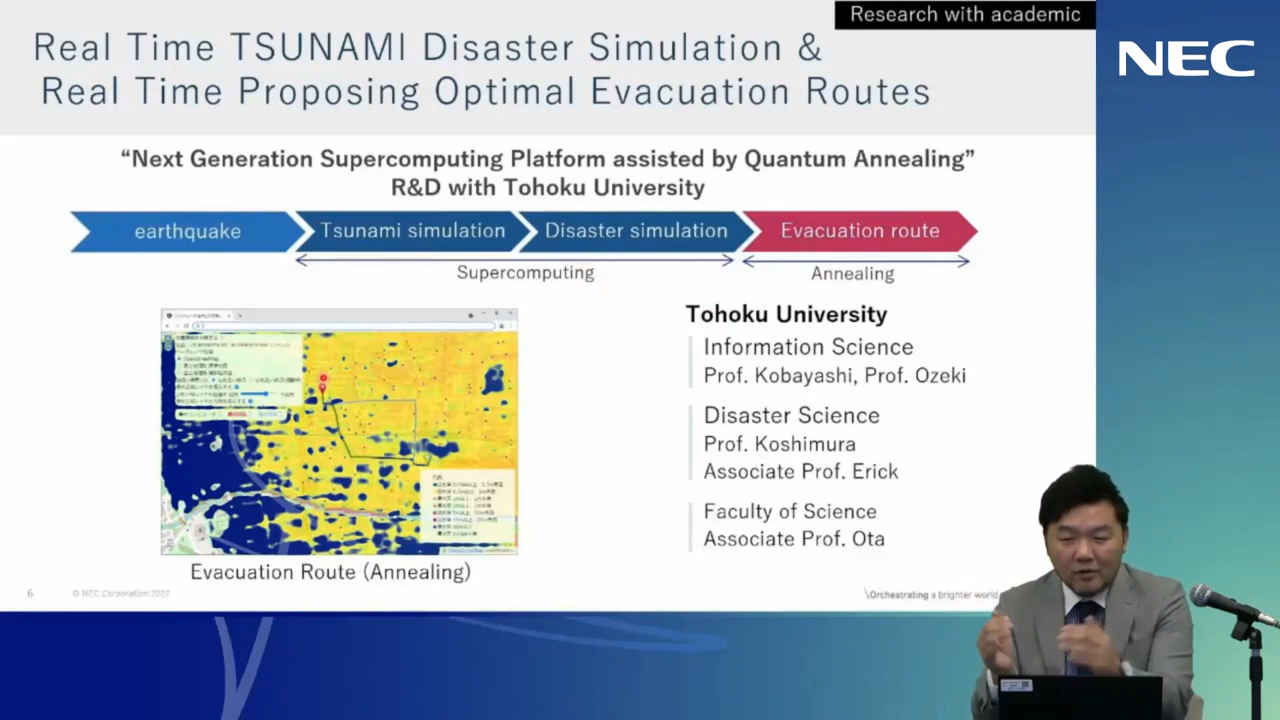 Research with academic
NEC
Real Time TSUNAMI Disaster Simulation &
Real Time Proposing Optimal Evacuation Routes
“Next Generation Supercomputing Platform assisted by Quantum Annealing”
R&D with Tohoku University
earthquake
Tsunami simulation
Disaster simulation
Evacuation route
Supercomputing
Annealing
Tohoku University
Information Science
Prof. Kobayashi, Prof. Ozeki
Disaster Science
Prof. Koshimura
Associate Prof. Erick
Faculty of Science
Associate Prof. Ota
Evacuation Route (Annealing)
6
© NEC Corporation 2022
\Orchestrating a brighter world